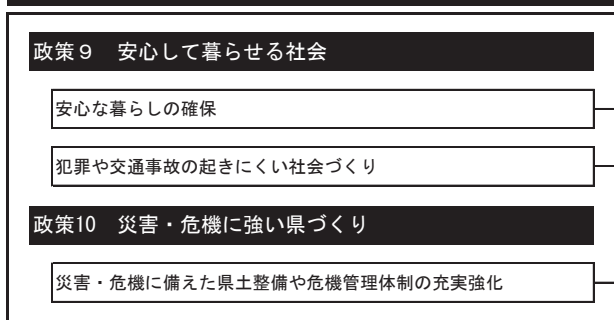 政策９　安心して暮らせる社会
安心な暮らしの確保
犯罪や交通事故の起きにくい社会づくり
政策10　災害・危機に強い県づくり
災害・危機に備えた県土整備や危機管理体制の充実強化